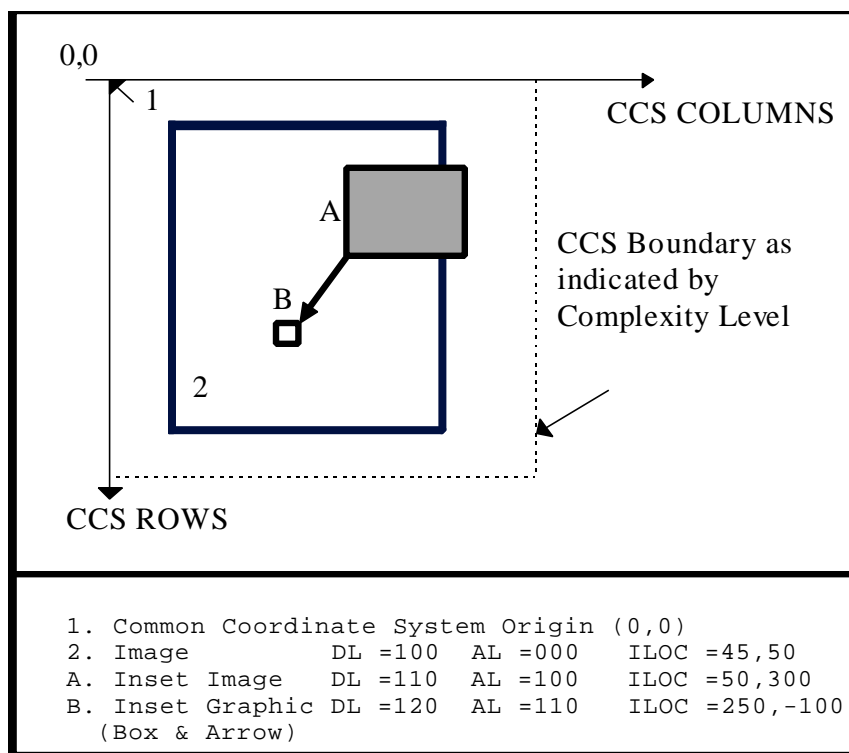 0,0
1
CCS COLUMNS
A
CCS Boundary as
indicated by
Complexity Level
B
2
CCS ROWS
1. Common Coordinate System Origin (0,0)
2. Image DL =100 AL =000 ILOC =45,50
A. Inset Image DL =110 AL =100 ILOC =50,300
B. Inset Graphic DL =120 AL =110 ILOC =250,-100
(Box & Arrow)